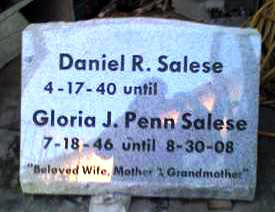 Daniel R. Salese
4-17-40 until
Gloria J. Penn Salese
7-18-46 until 8-30-08
"Beloved Wife, Mother & Grandmother"